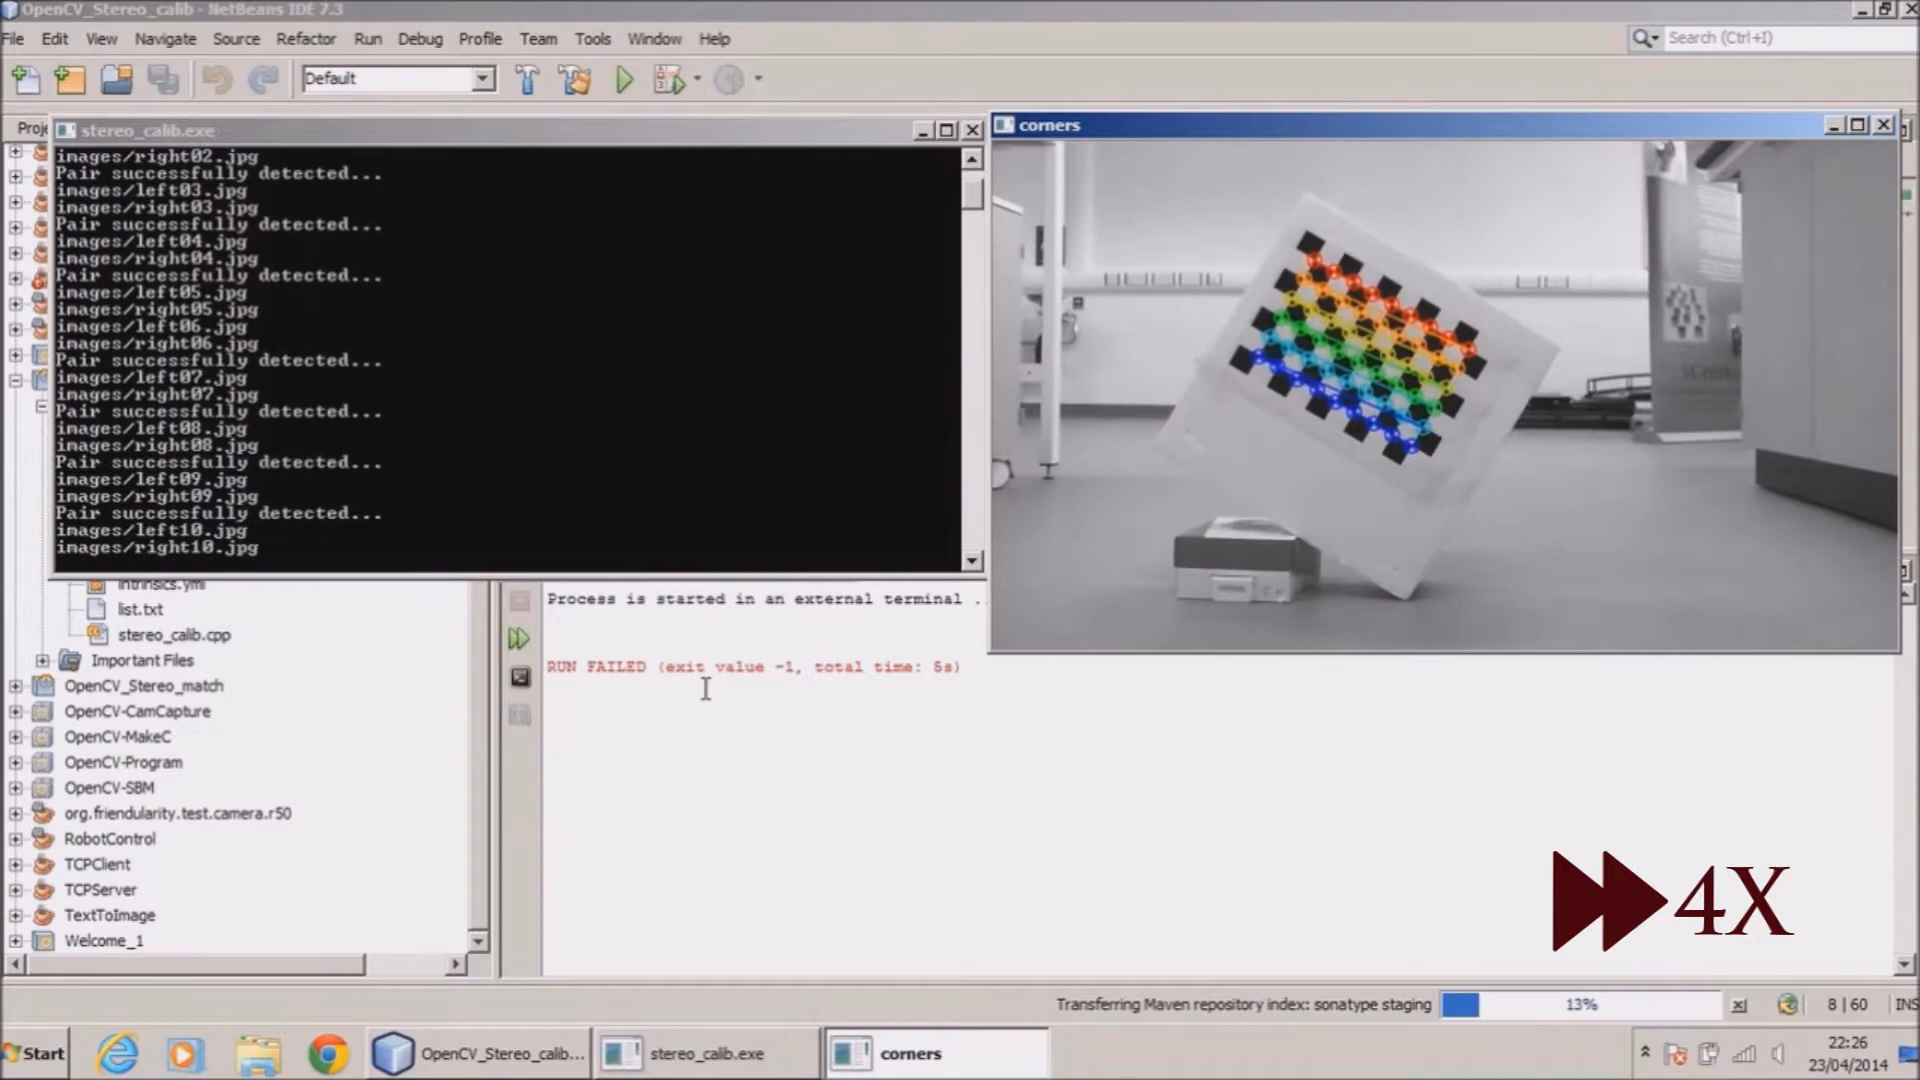 OpenCV_Stereo_calib - NetBeans IDE 7.3
File Edit View Navigate Source Refactor Run Debug Profile Team Tools Window Help
Search (Ctrl+I)
Default
stereo_calib.exe
images/right02.jpg
Pair successfully detected...
images/left03.jpg
images/right03.jpg
Pair successfully detected...
images/left04.jpg
images/right04.jpg
Pair successfully detected...
images/left05.jpg
images/right05.jpg
images/left06.jpg
images/right06.jpg
Pair successfully detected...
images/left07.jpg
images/right07.jpg
Pair successfully detected...
images/left08.jpg
images/right08.jpg
Pair successfully detected...
images/left09.jpg
images/right09.jpg
Pair successfully detected...
images/left10.jpg
images/right10.jpg
corners
intrinsics.yml
list.txt
stereo_calib.cpp
Important Files
OpenCV_Stereo_match
OpenCV-CamCapture
OpenCV-MakeC
OpenCV-Program
OpenCV-SBM
org.friendularity.test.camera.r50
RobotControl
TCPClient
TCPServer
TextToImage
Welcome_1
Process is started in an external terminal ..
RUN FAILED (exit value -1, total time: 5s)
4X
Transferring Maven repository index: sonatype staging 13% 8 | 60 INS
Start OpenCV_Stereo_calib... stereo_calib.exe corners
22:26
23/04/2014